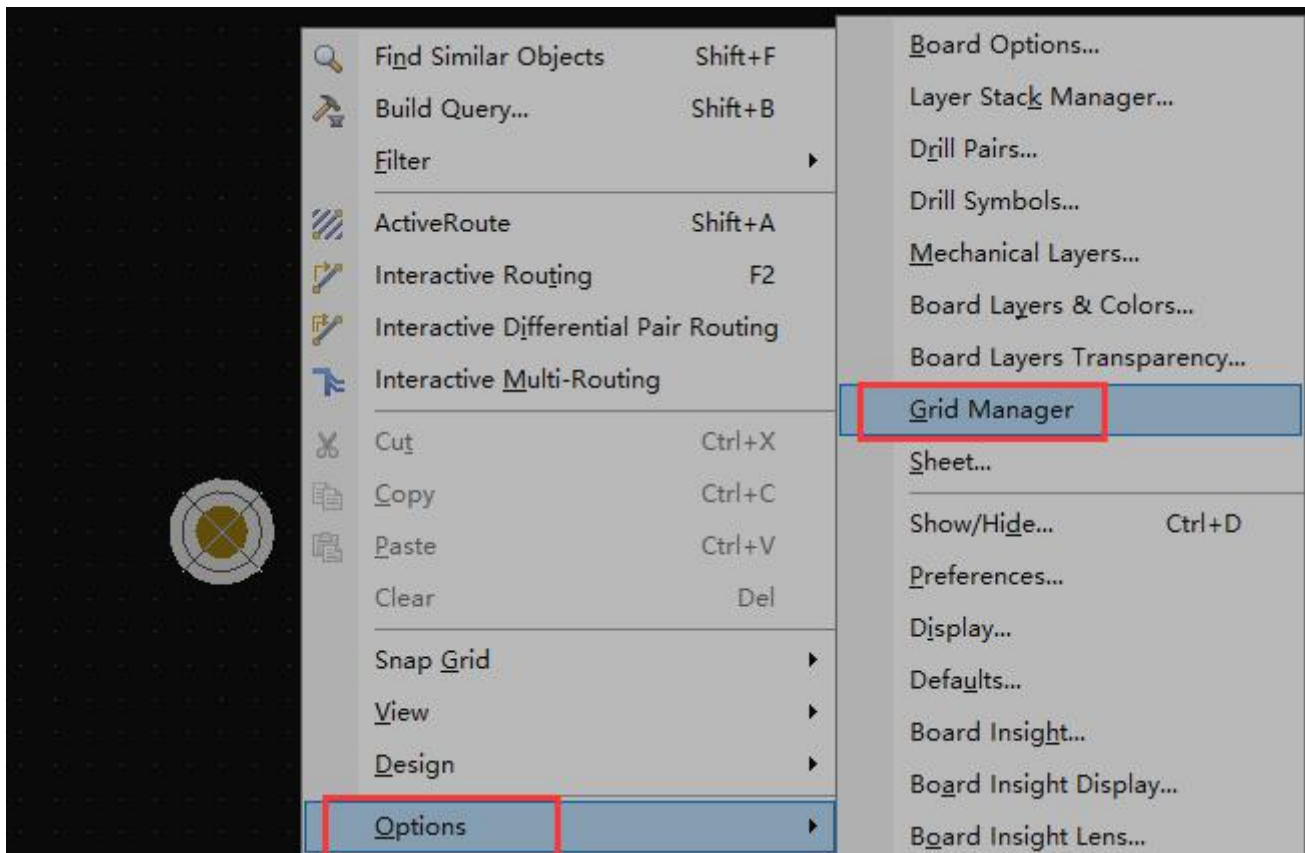 Find Similar Objects Shift+F
Build Query... Shift+B
Filter
ActiveRoute Shift+A
Interactive Routing F2
Interactive Differential Pair Routing
Interactive Multi-Routing
Cut Ctrl+X
Copy Ctrl+C
Paste Ctrl+V
Clear Del
Snap Grid
View
Design
Options
Board Options...
Layer Stack Manager...
Drill Pairs...
Drill Symbols...
Mechanical Layers...
Board Layers & Colors...
Board Layers Transparency...
Grid Manager
Sheet...
Show/Hide... Ctrl+D
Preferences...
Display...
Defaults...
Board Insight...
Board Insight Display...
Board Insight Lens...